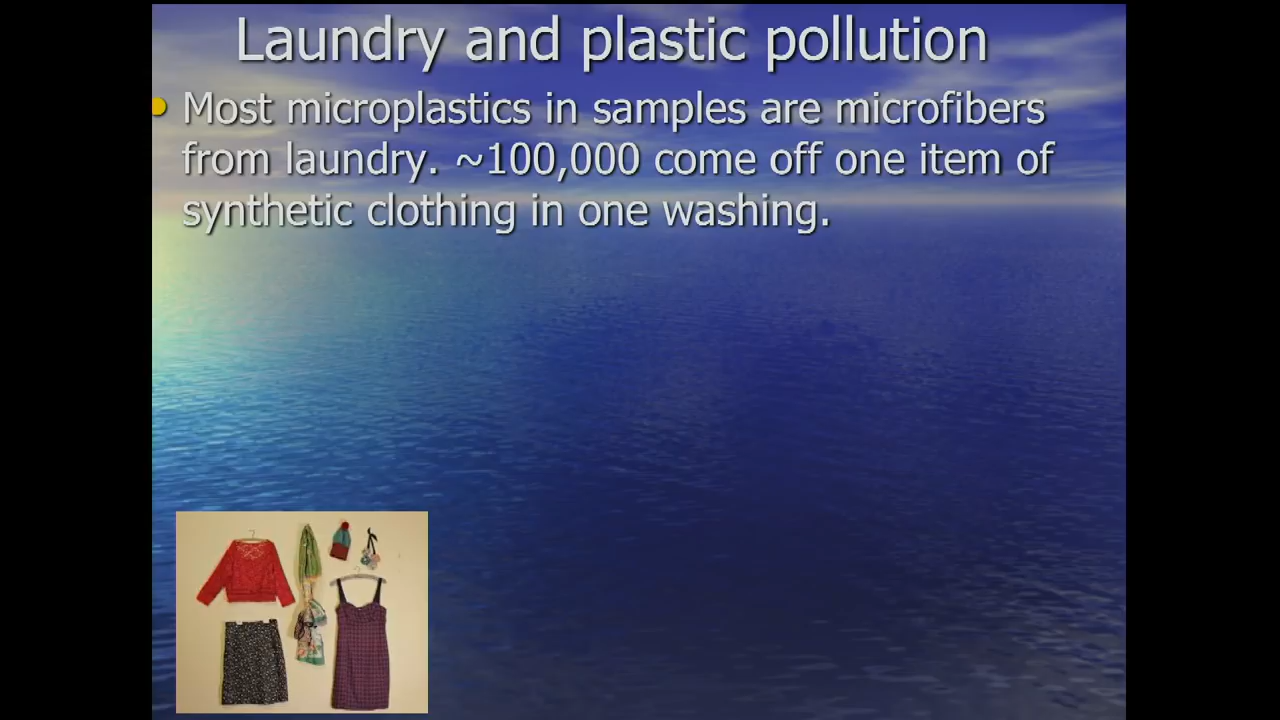 Laundry and plastic pollution
Most microplastics in samples are microfibers
from laundry. ~100,000 come off one item of
synthetic clothing in one washing.